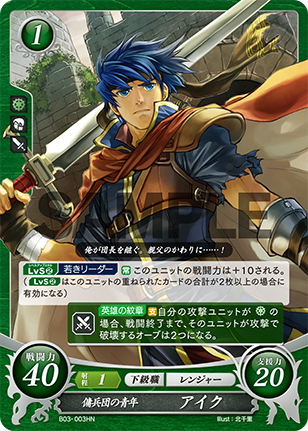 1
SAMPLE
俺が団長を継ぐ。親父のかわりに……!
LvS2 若きリーダー 常 このユニットの戦闘力は+10される。
(LvS2はこのユニットの重ねられたカードの合計が2枚以上の場合に
有効になる)
英雄の紋章 攻 自分の攻撃ユニットが
の場合、戦闘終了まで、そのユニットが攻撃で
破壊するオーブは2つになる。
戦闘力
40
射程 1 下級職 レンジャー
支援力
20
傭兵団の青年 アイク
B03-003HN
Illust:北千里